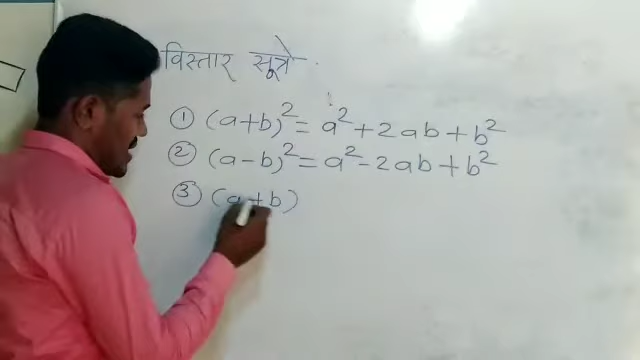 विस्तार सूत्रे -.
① (a+b)² = a² + 2ab + b²
② (a-b)² = a² - 2ab + b²
③ (a+b)